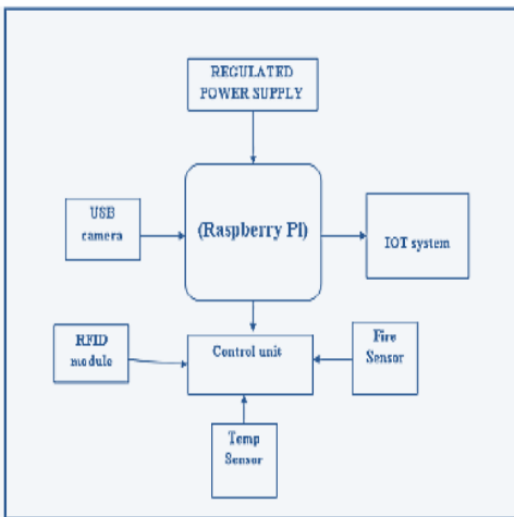 REGULATED
POWER SUPPLY
USB
camera
(Raspberry PI)
IOT system
RFID
module
Control unit
Fire
Sensor
Temp
Sensor